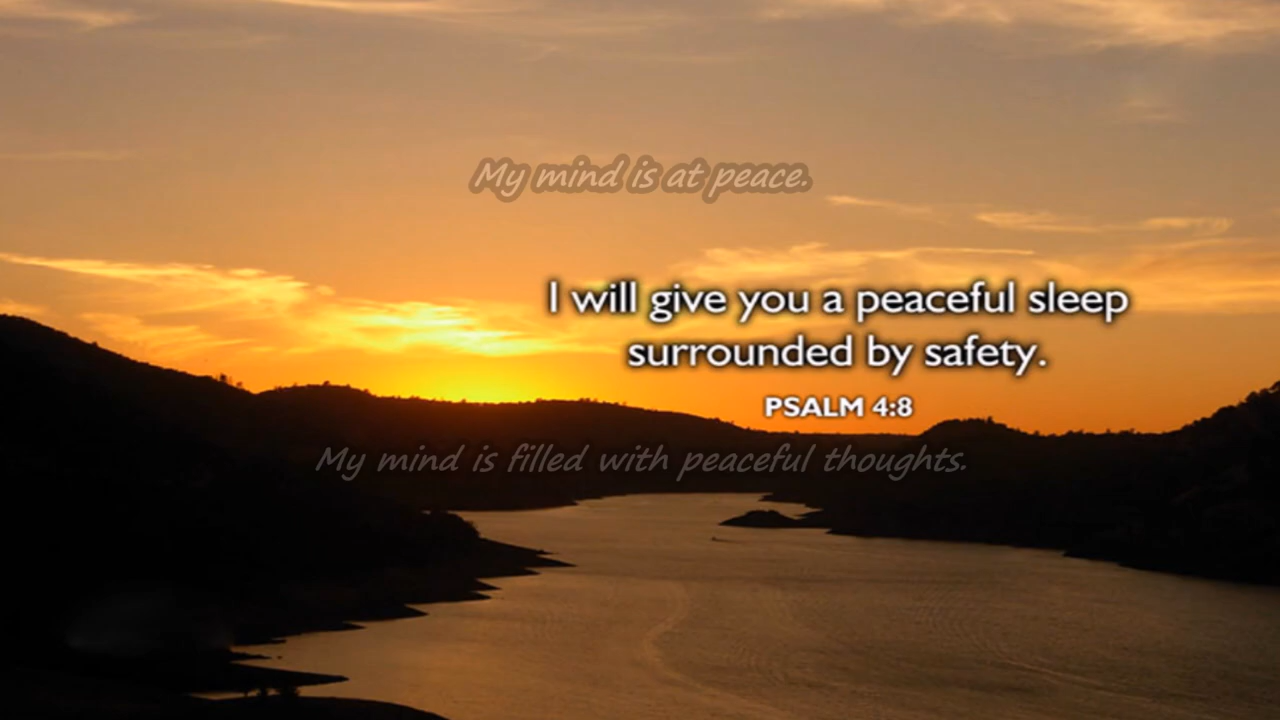 My mind is at peace.
I will give you a peaceful sleep
surrounded by safety.
PSALM 4:8
My mind is filled with peaceful thoughts.